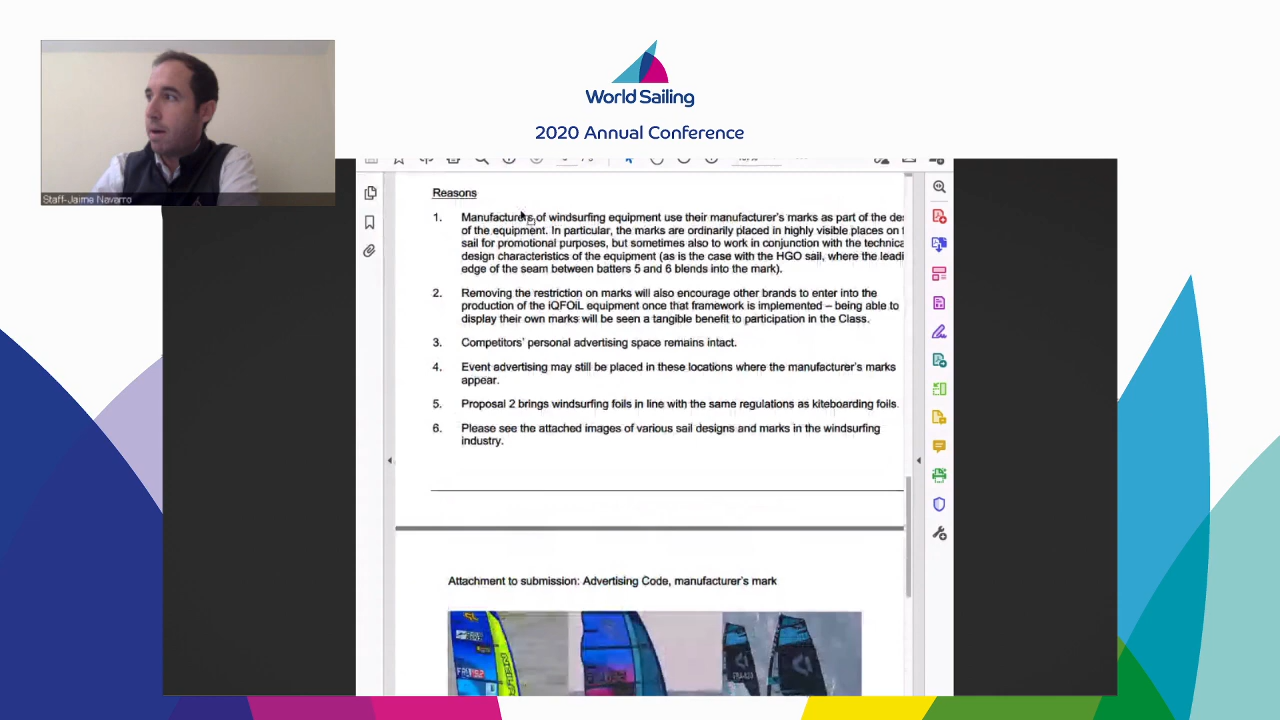 World Sailing
2020 Annual Conference
Staff-Jaime Navarro
Reasons
1. Manufacturers of windsurfing equipment use their manufacturer's marks as part of the des
of the equipment. In particular, the marks are ordinarily placed in highly visible places on t
sail for promotional purposes, but sometimes also to work in conjunction with the technica
design characteristics of the equipment (as is the case with the HGO sail, where the leadi
edge of the seam between batters 5 and 6 blends into the mark).
2. Removing the restriction on marks will also encourage other brands to enter into the
production of the iQFOiL equipment once that framework is implemented – being able to
display their own marks will be seen a tangible benefit to participation in the Class.
3. Competitors' personal advertising space remains intact.
4. Event advertising may still be placed in these locations where the manufacturer's marks
appear.
5. Proposal 2 brings windsurfing foils in line with the same regulations as kiteboarding foils.
6. Please see the attached images of various sail designs and marks in the windsurfing
industry.
Attachment to submission: Advertising Code, manufacturer's mark